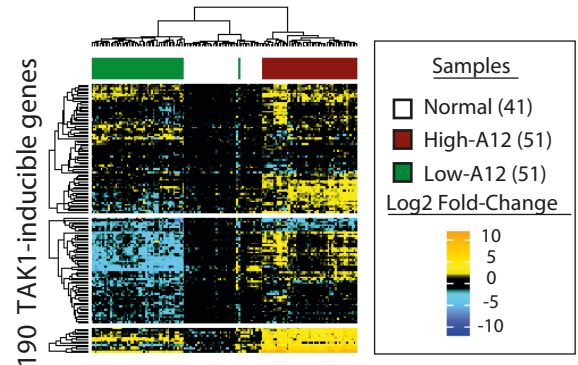 190 TAK1-inducible genes
Samples
Normal (41)
High-A12 (51)
Low-A12 (51)
Log2 Fold-Change
10
5
0
-5
-10